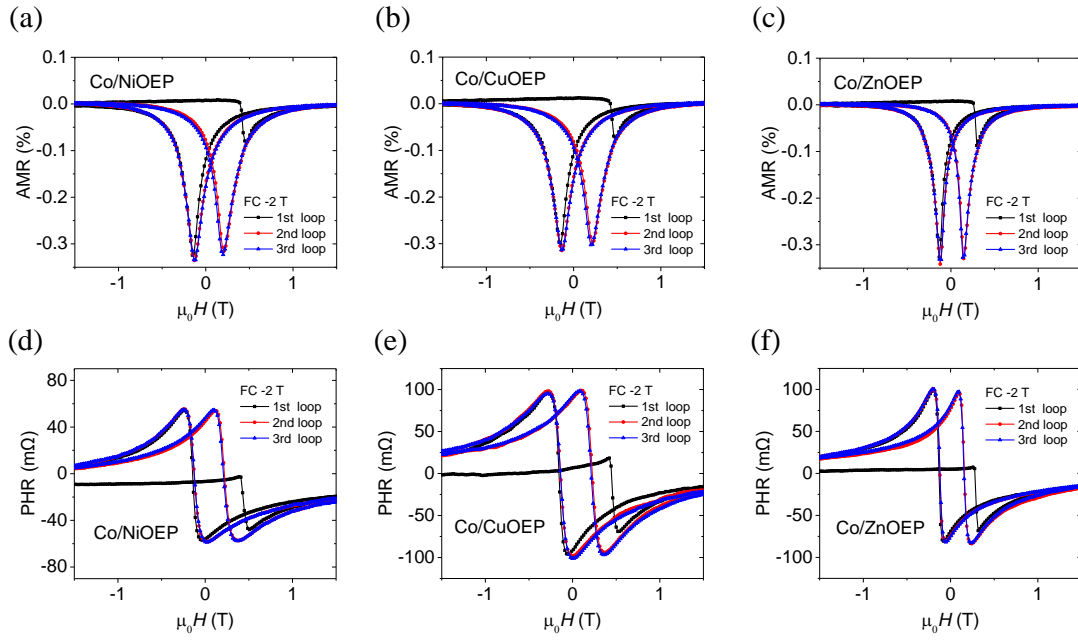 (a)
0.1
0.0
-0.1
-0.2
-0.3
AMR (%)
Co/NiOEP
FC -2 T
1st loop
2nd loop
3rd loop
-1
0
1
μ₀H (T)
(b)
0.1
0.0
-0.1
-0.2
-0.3
AMR (%)
Co/CuOEP
FC -2 T
1st loop
2nd loop
3rd loop
-1
0
1
μ₀H (T)
(c)
0.1
0.0
-0.1
-0.2
-0.3
AMR (%)
Co/ZnOEP
FC -2 T
1st loop
2nd loop
3rd loop
-1
0
1
μ₀H (T)
(d)
80
40
0
-40
-80
PHR (mΩ)
FC -2 T
1st loop
2nd loop
3rd loop
Co/NiOEP
-1
0
1
μ₀H (T)
(e)
100
50
0
-50
-100
PHR (mΩ)
FC -2 T
1st loop
2nd loop
3rd loop
Co/CuOEP
-1
0
1
μ₀H (T)
(f)
100
50
0
-50
-100
PHR (mΩ)
FC -2 T
1st loop
2nd loop
3rd loop
Co/ZnOEP
-1
0
1
μ₀H (T)